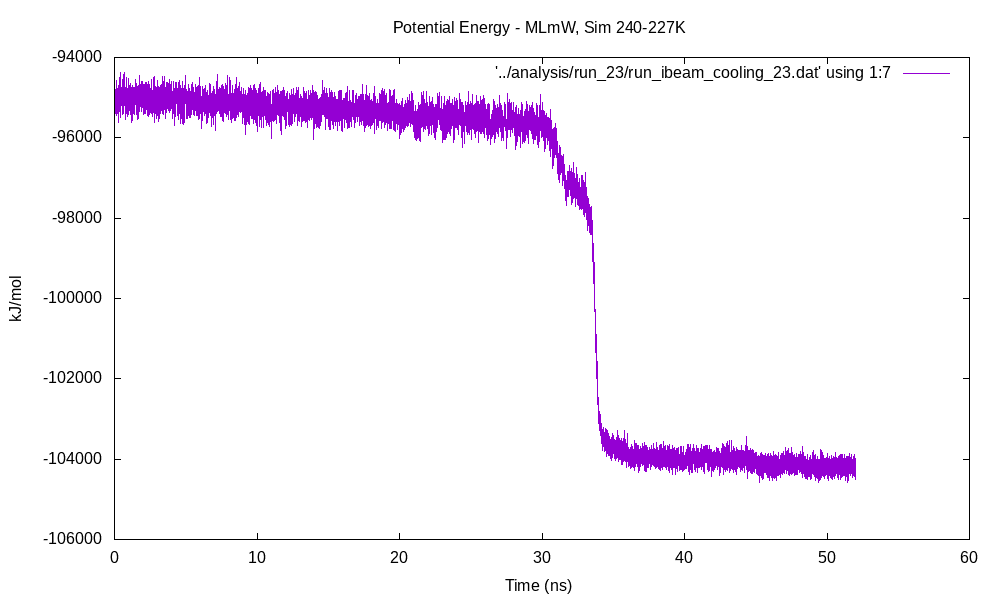 Potential Energy - MLmW, Sim 240-227K
'../analysis/run_23/run_ibeam_cooling_23.dat' using 1:7
kJ/mol
-94000
-96000
-98000
-100000
-102000
-104000
-106000
0 10 20 30 40 50 60
Time (ns)